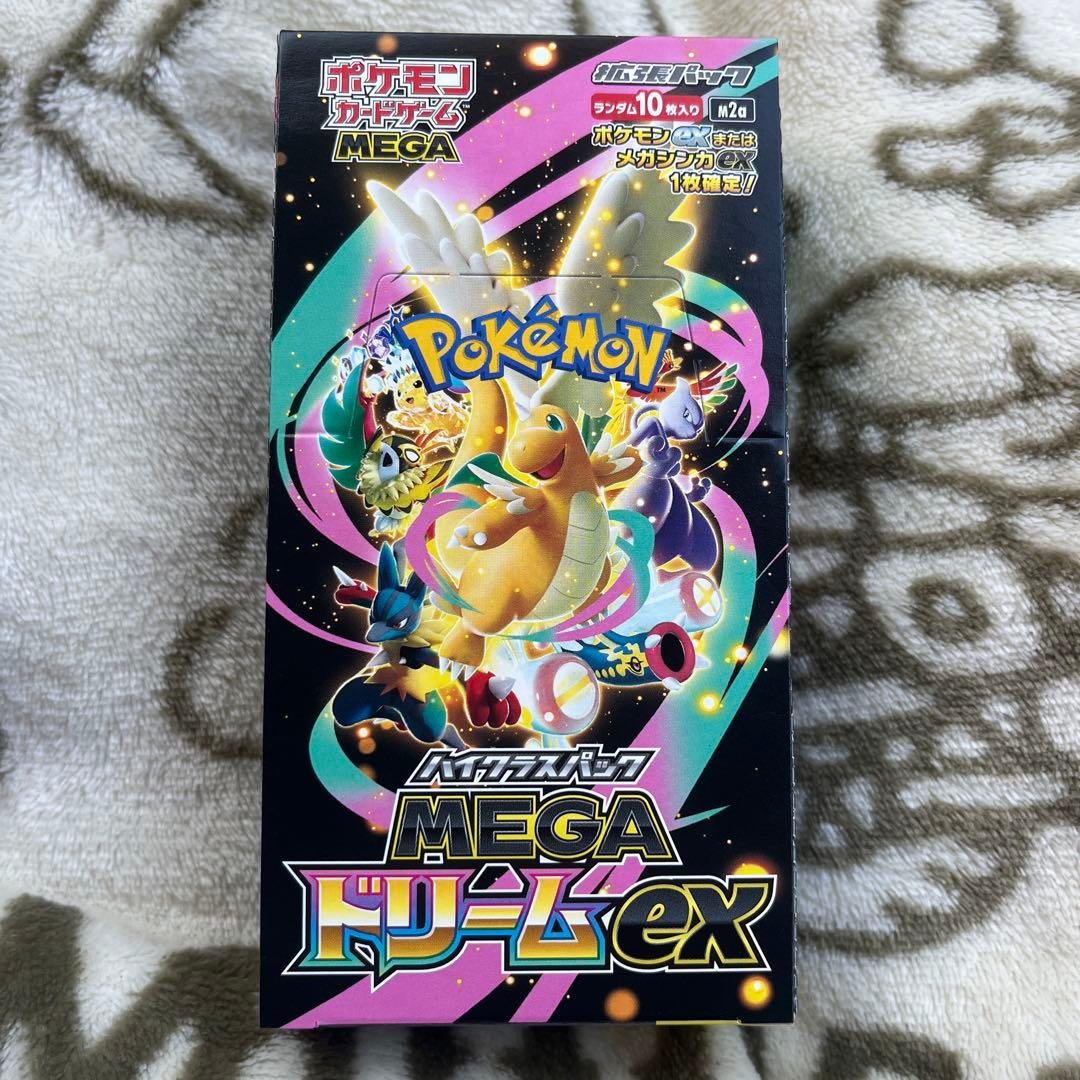 ポケモン
カードゲーム™
MEGA
拡張パック
ランダム10枚入り M2a
ポケモンexまたは
メガシンカex
1枚確定!
POKéMON™
ハイクラスパック
MEGA
ドリームex